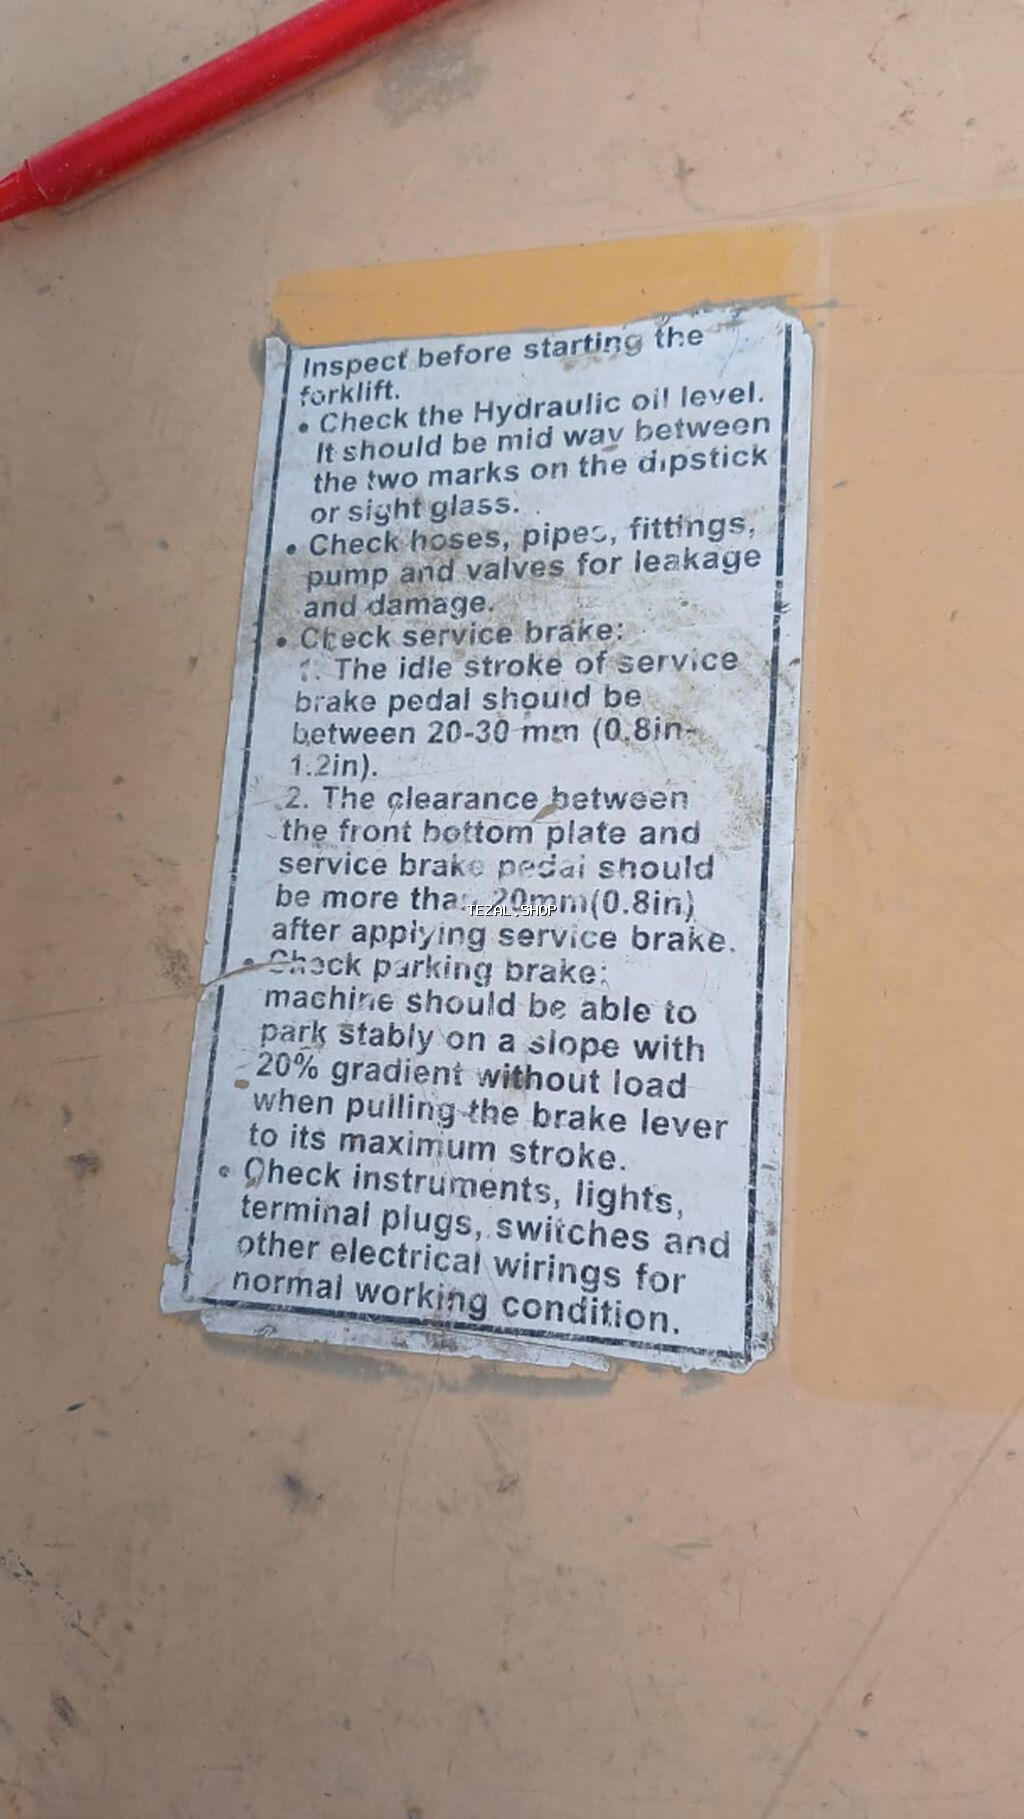 Inspect before starting the
forklift.
• Check the Hydraulic oil level.
It should be mid way between
the two marks on the dipstick
or sight glass.
• Check hoses, pipes, fittings,
pump and valves for leakage
and damage.
• Check service brake:
1. The idle stroke of service
brake pedal should be
between 20-30 mm (0.8in-
1.2in).
2. The clearance between
the front bottom plate and
service brake pedal should
be more than 20mm(0.8in)
TEZAL.SHOP
after applying service brake.
• Check parking brake:
machine should be able to
park stably on a slope with
20% gradient without load
when pulling the brake lever
to its maximum stroke.
• Check instruments, lights,
terminal plugs, switches and
other electrical wirings for
normal working condition.